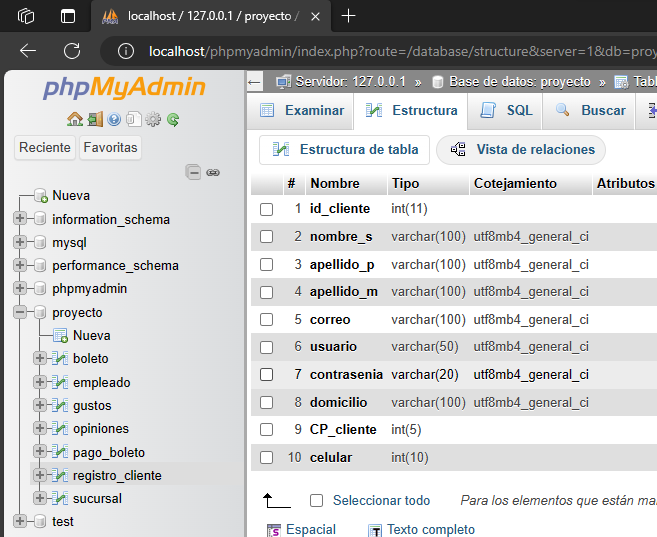 localhost / 127.0.0.1 / proyecto /
localhost/phpmyadmin/index.php?route=/database/structure&server=1&db=proy
phpMyAdmin
Reciente Favoritas
Nueva
information_schema
mysql
performance_schema
phpmyadmin
proyecto
Nueva
boleto
empleado
gustos
opiniones
pago_boleto
registro_cliente
sucursal
test
Servidor: 127.0.0.1 » Base de datos: proyecto » Tabl
Examinar Estructura SQL Buscar
Estructura de tabla Vista de relaciones
# Nombre Tipo Cotejamiento Atributos
1 id_cliente int(11)
2 nombre_s varchar(100) utf8mb4_general_ci
3 apellido_p varchar(100) utf8mb4_general_ci
4 apellido_m varchar(100) utf8mb4_general_ci
5 correo varchar(100) utf8mb4_general_ci
6 usuario varchar(50) utf8mb4_general_ci
7 contrasenia varchar(20) utf8mb4_general_ci
8 domicilio varchar(100) utf8mb4_general_ci
9 CP_cliente int(5)
10 celular int(10)
Seleccionar todo Para los elementos que están mar
Espacial Texto completo